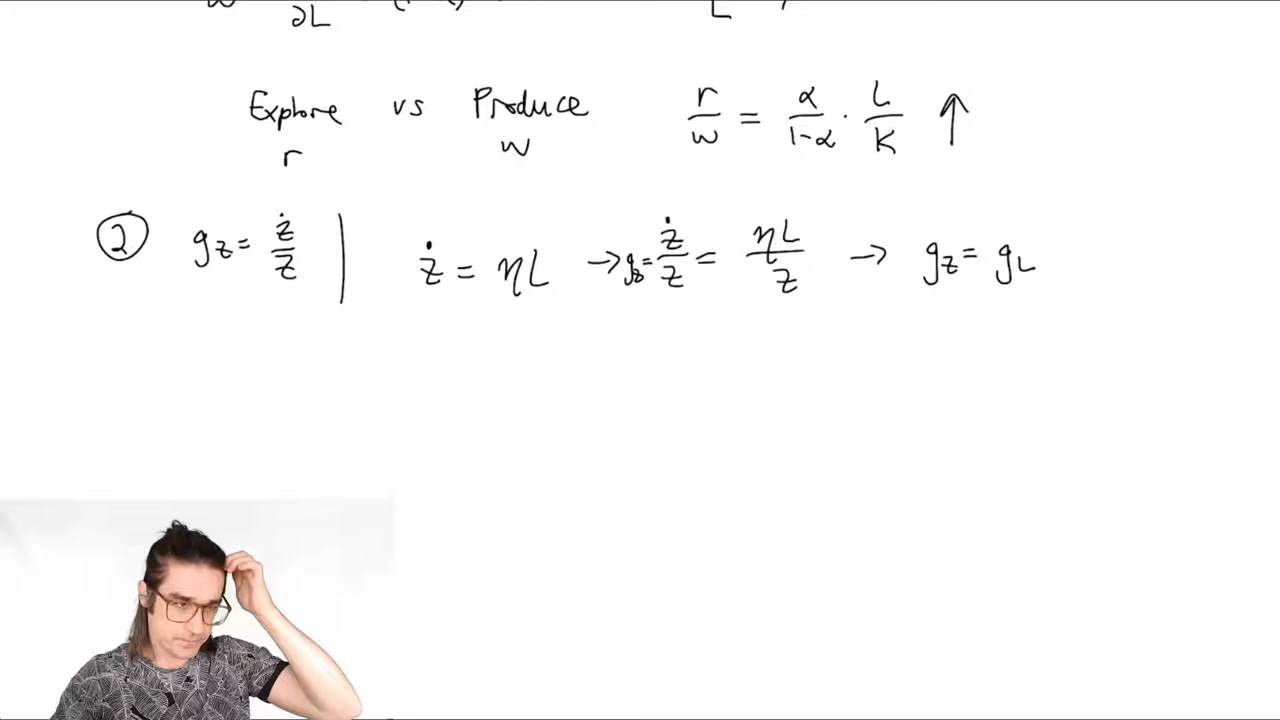 ∂L L
Explore vs Produce r/w = α/(1-α) · L/K ↑
r w
② g_z = ż/z | ż = ηL → g_z = ż/z = ηL/z → g_z = g_L